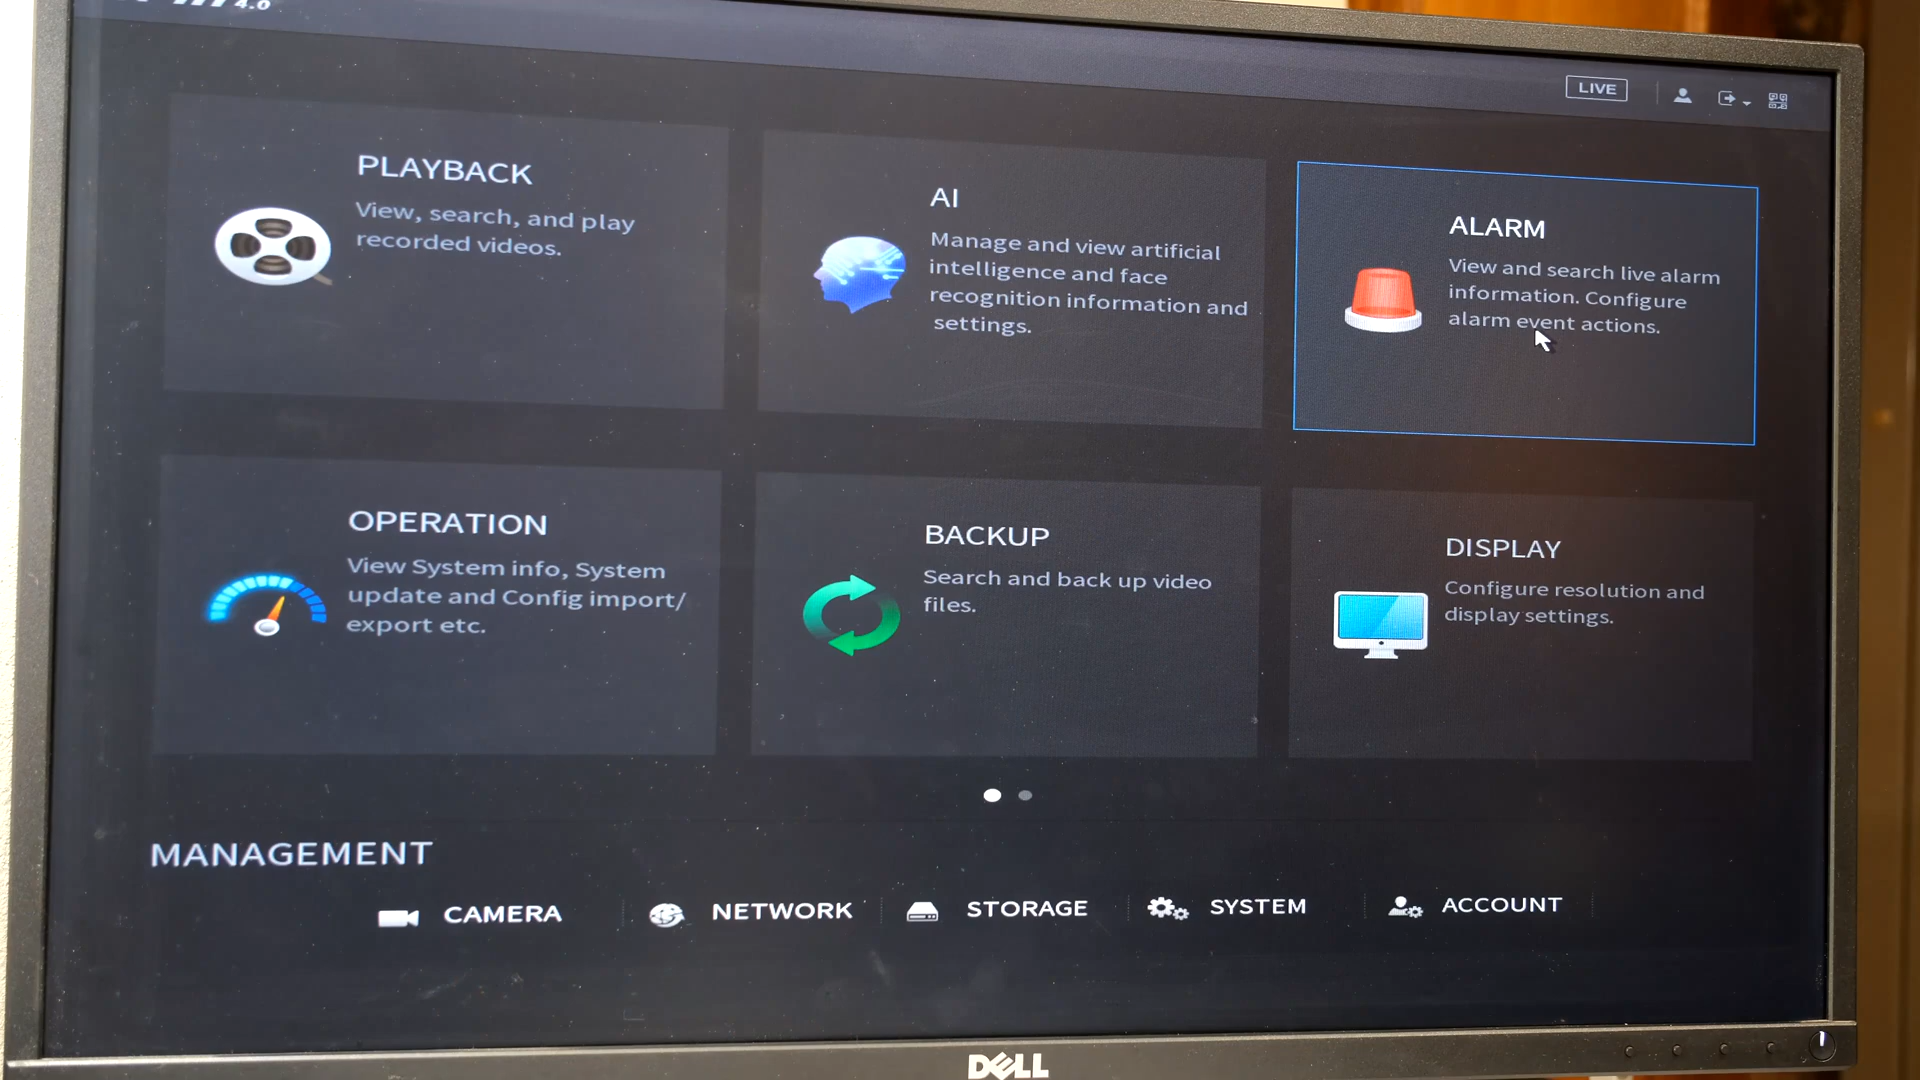 4.0
LIVE
PLAYBACK
View, search, and play
recorded videos.
AI
Manage and view artificial
intelligence and face
recognition information and
settings.
ALARM
View and search live alarm
information. Configure
alarm event actions.
OPERATION
View System info, System
update and Config import/
export etc.
BACKUP
Search and back up video
files.
DISPLAY
Configure resolution and
display settings.
MANAGEMENT
CAMERA
NETWORK
STORAGE
SYSTEM
ACCOUNT
DELL